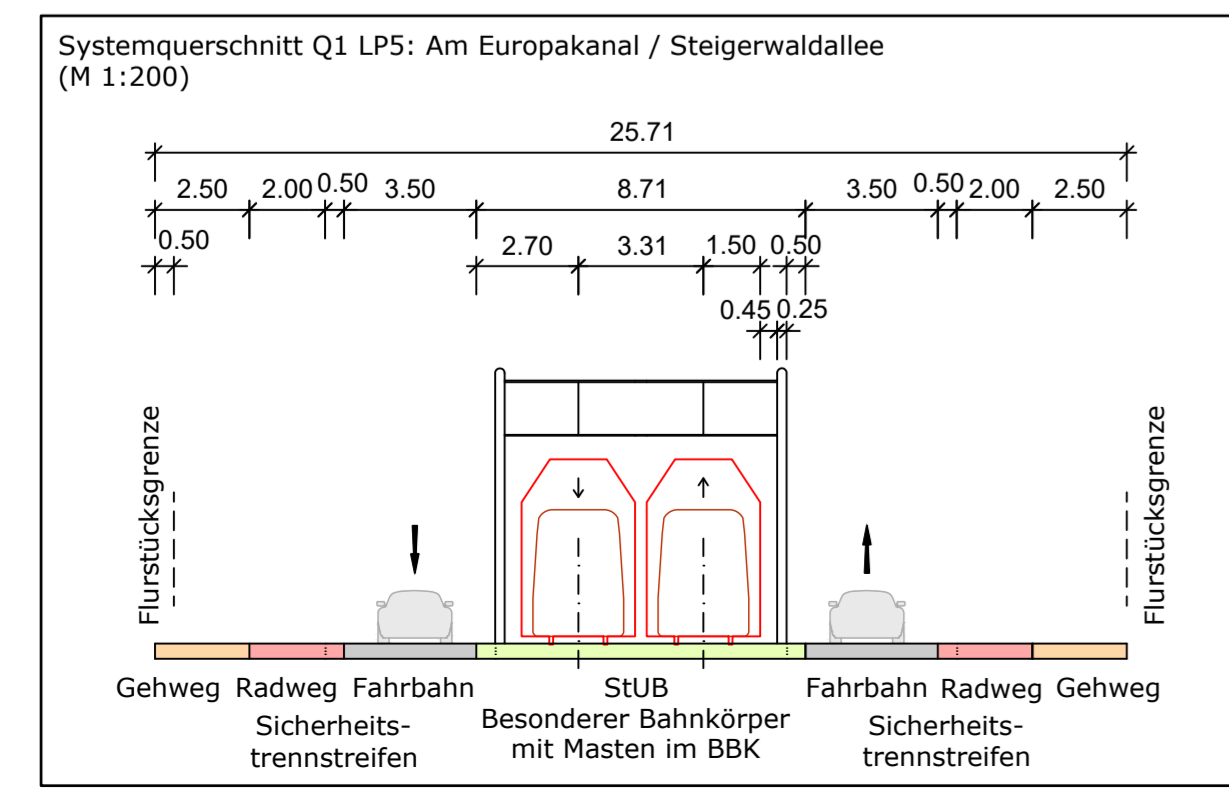 Systemquerschnitt Q1 LP5: Am Europakanal / Steigerwaldallee
(M 1:200)
25.71
2.50 2.00 0.50 3.50 8.71 3.50 0.50 2.00 2.50
0.50 2.70 3.31 1.50 0.50
0.45 0.25
Flurstücksgrenze
Flurstücksgrenze
Gehweg Radweg Fahrbahn StUB Fahrbahn Radweg Gehweg
Sicherheits-
trennstreifen
Besonderer Bahnkörper
mit Masten im BBK
Sicherheits-
trennstreifen